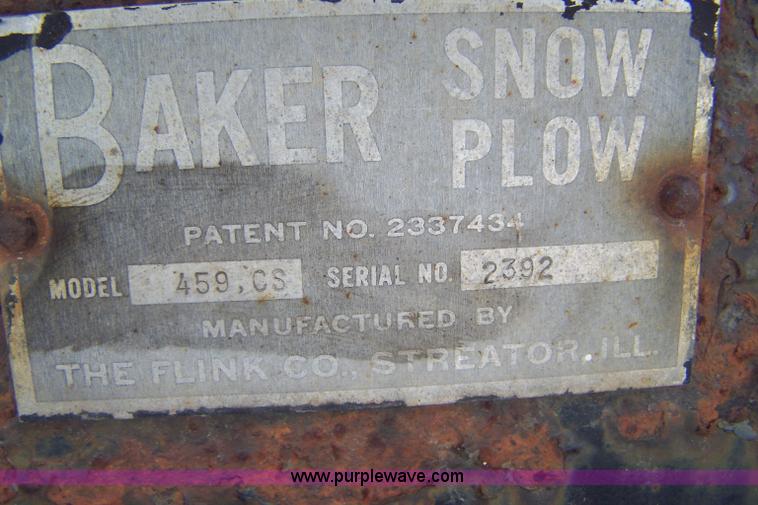 BAKER SNOW PLOW
PATENT NO. 2337434
MODEL 459,CS SERIAL NO. 2392
MANUFACTURED BY
THE FLINK CO., STREATOR, ILL.
www.purplewave.com